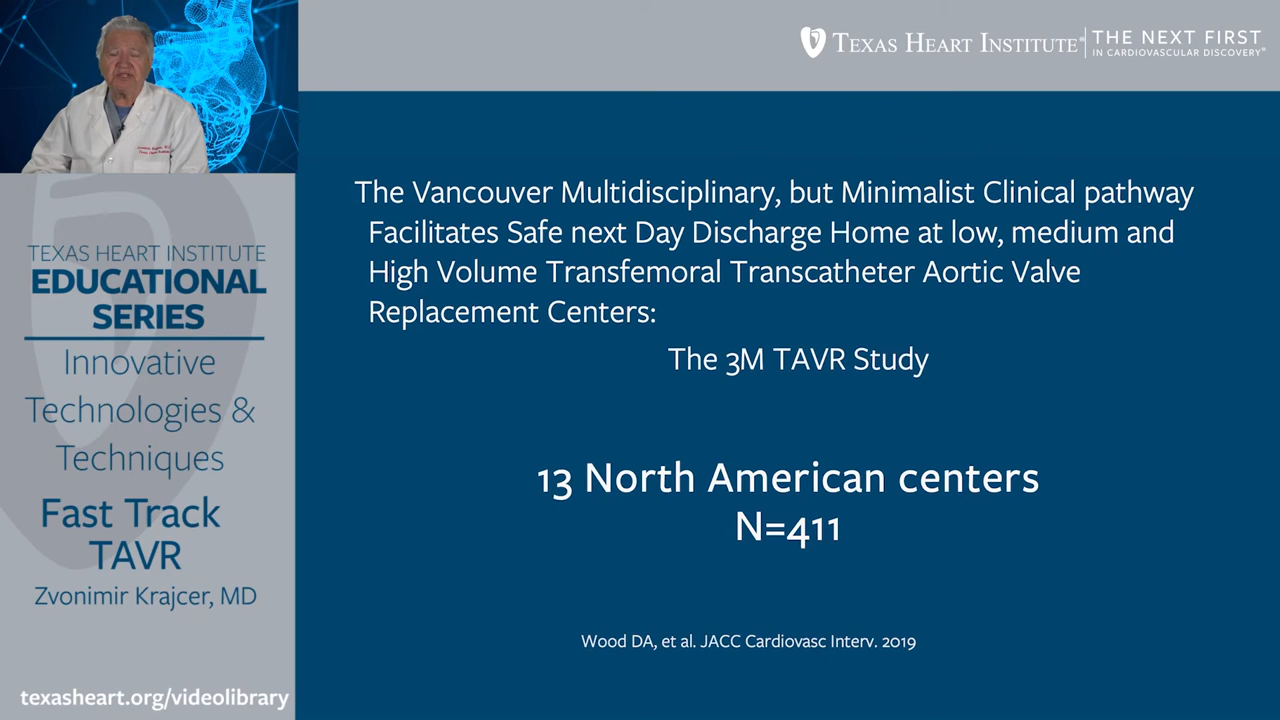 TEXAS HEART INSTITUTE®
THE NEXT FIRST
IN CARDIOVASCULAR DISCOVERY®
TEXAS HEART INSTITUTE
EDUCATIONAL
SERIES
Innovative
Technologies &
Techniques
Fast Track
TAVR
Zvonimir Krajcer, MD
texasheart.org/videolibrary
The Vancouver Multidisciplinary, but Minimalist Clinical pathway
Facilitates Safe next Day Discharge Home at low, medium and
High Volume Transfemoral Transcatheter Aortic Valve
Replacement Centers:
The 3M TAVR Study
13 North American centers
N=411
Wood DA, et al. JACC Cardiovasc Interv. 2019